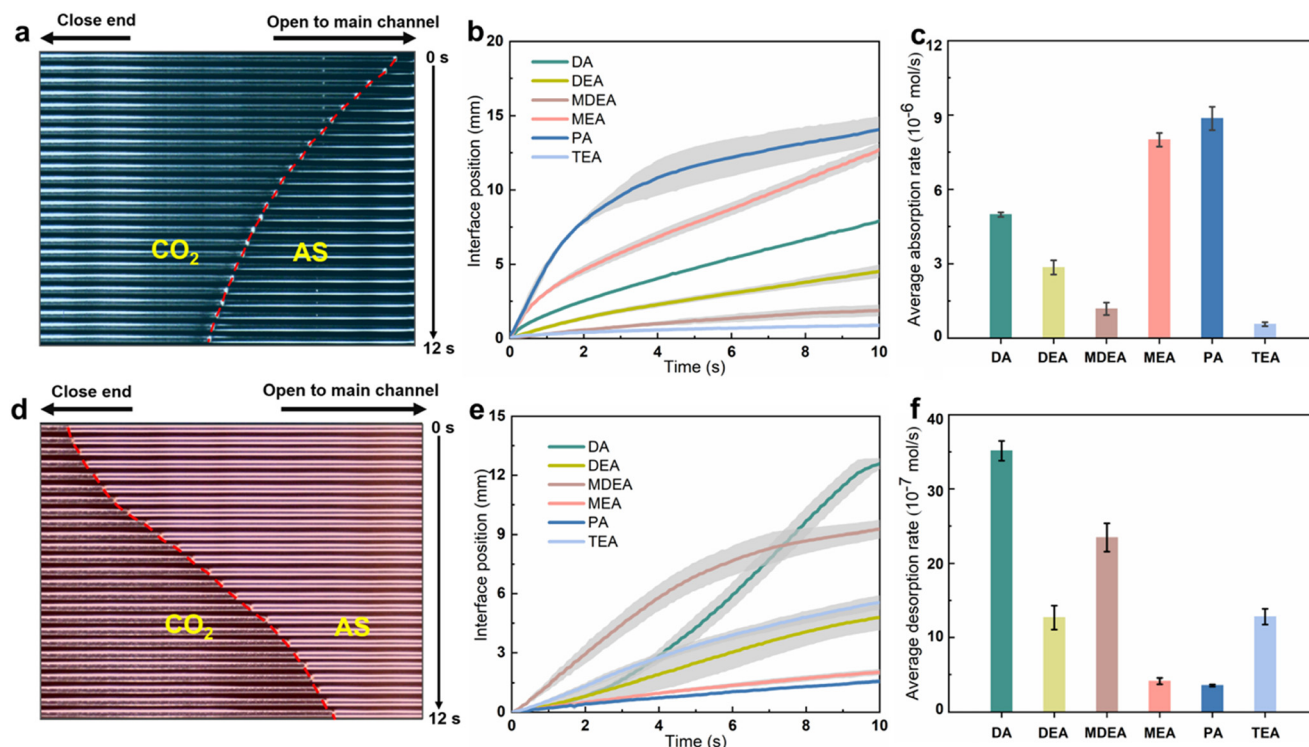 a
Close end
Open to main channel
CO2
AS
0 s
12 s
b
Interface position (mm)
20
15
10
5
0
DA
DEA
MDEA
MEA
PA
TEA
0 2 4 6 8 10
Time (s)
c
Average absorption rate (10-6 mol/s)
12
9
6
3
0
DA DEA MDEA MEA PA TEA
d
Close end
Open to main channel
CO2
AS
0 s
12 s
e
Interface position (mm)
15
12
9
6
3
0
DA
DEA
MDEA
MEA
PA
TEA
0 2 4 6 8 10
Time (s)
f
Average desorption rate (10-7 mol/s)
40
30
20
10
0
DA DEA MDEA MEA PA TEA